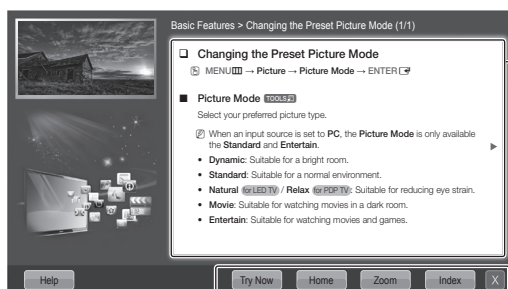 Basic Features > Changing the Preset Picture Mode (1/1)
❑ Changing the Preset Picture Mode
MENU → Picture → Picture Mode → ENTER
■ Picture Mode TOOLS
Select your preferred picture type.
When an input source is set to PC, the Picture Mode is only available
the Standard and Entertain.
• Dynamic: Suitable for a bright room.
• Standard: Suitable for a normal environment.
• Natural (for LED TV) / Relax (for PDP TV): Suitable for reducing eye strain.
• Movie: Suitable for watching movies in a dark room.
• Entertain: Suitable for watching movies and games.
Help
Try Now
Home
Zoom
Index
X